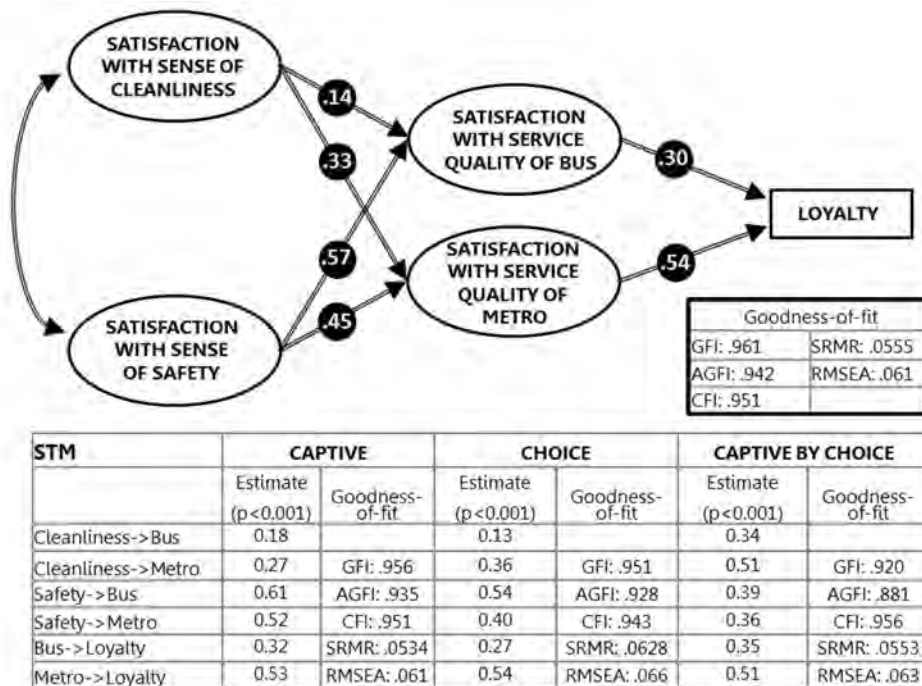 SATISFACTION
WITH SENSE OF
CLEANLINESS
.14
.33
SATISFACTION
WITH SERVICE
QUALITY OF BUS
.30
LOYALTY
.57
.45
SATISFACTION
WITH SERVICE
QUALITY OF
METRO
.54
SATISFACTION
WITH SENSE
OF SAFETY
Goodness-of-fit
GFI: .961 SRMR: .0555
AGFI: .942 RMSEA: .061
CFI: .951
STM CAPTIVE CHOICE CAPTIVE BY CHOICE
Estimate Goodness- Estimate Goodness- Estimate Goodness-
(p<0.001) of-fit (p<0.001) of-fit (p<0.001) of-fit
Cleanliness->Bus 0.18 0.13 0.34
Cleanliness->Metro 0.27 GFI: .956 0.36 GFI: .951 0.51 GFI: .920
Safety->Bus 0.61 AGFI: .935 0.54 AGFI: .928 0.39 AGFI: .881
Safety->Metro 0.52 CFI: .951 0.40 CFI: .943 0.36 CFI: .956
Bus->Loyalty 0.32 SRMR: .0534 0.27 SRMR: .0628 0.35 SRMR: .0553
Metro->Loyalty 0.53 RMSEA: .061 0.54 RMSEA: .066 0.51 RMSEA: .063